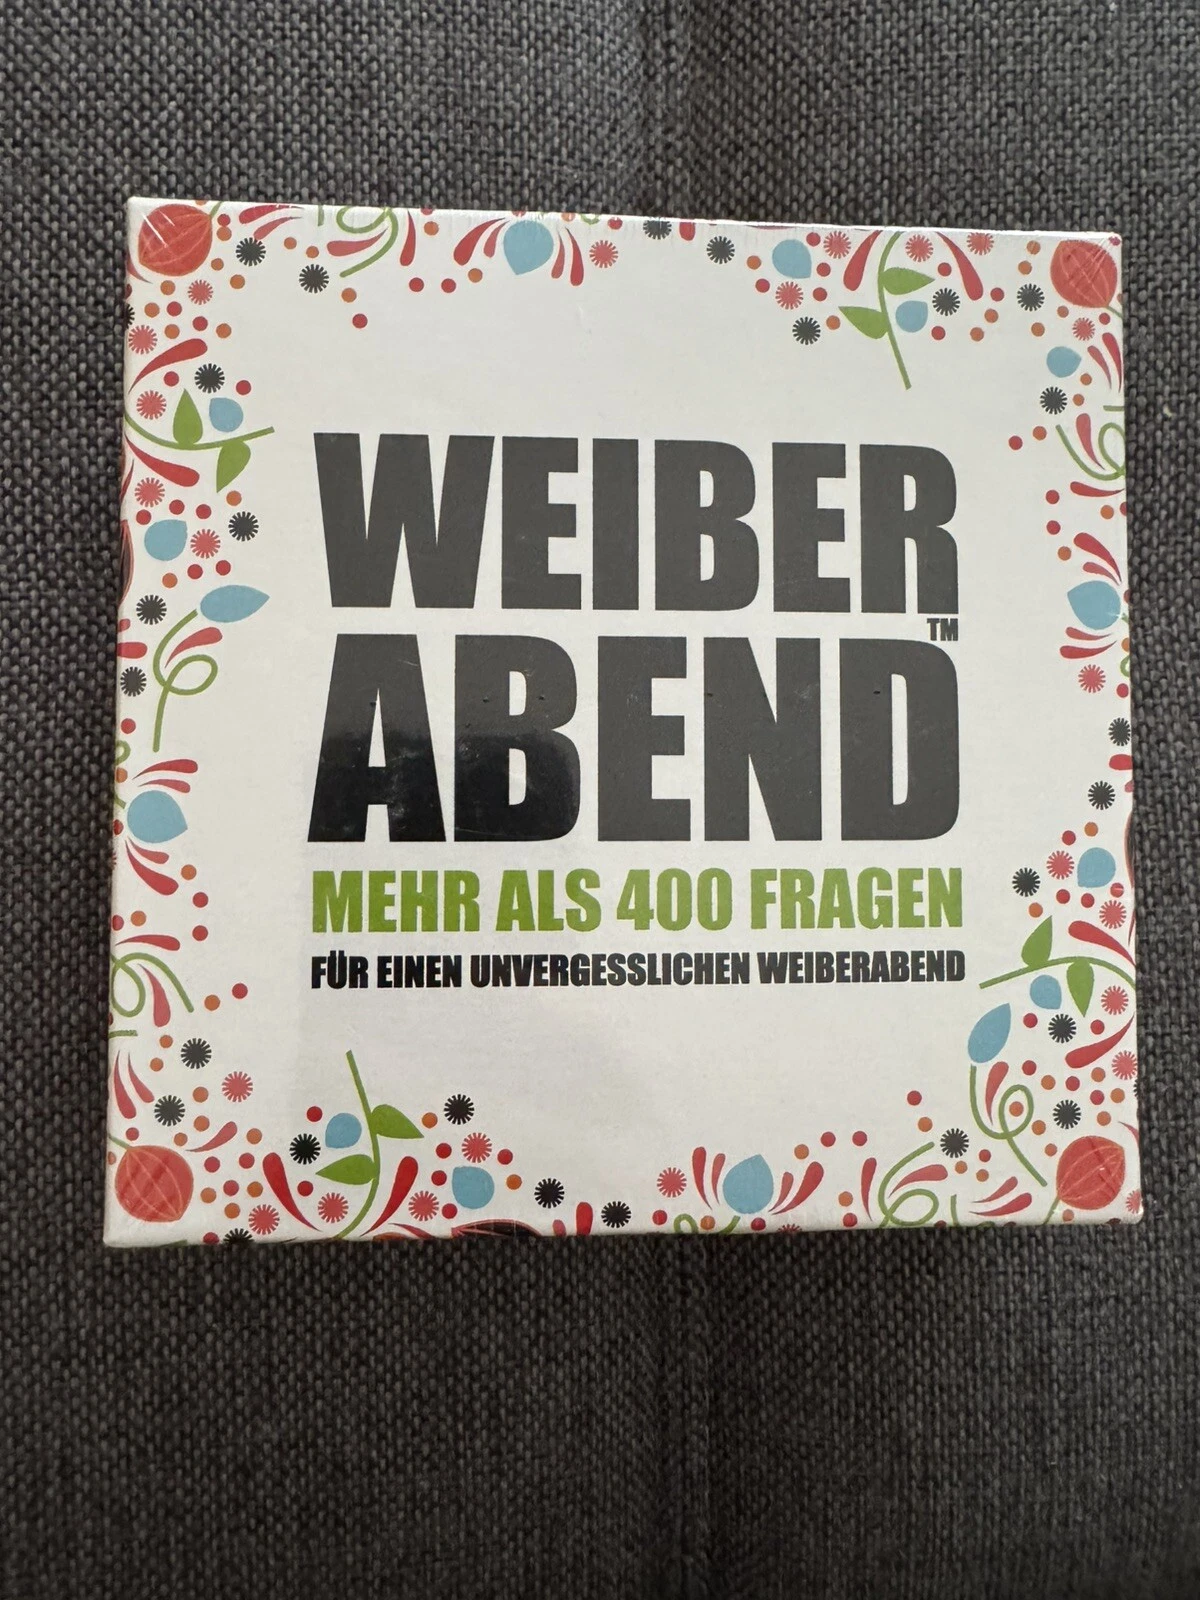 WEIBER
ABEND™
MEHR ALS 400 FRAGEN
FÜR EINEN UNVERGESSLICHEN WEIBERABEND